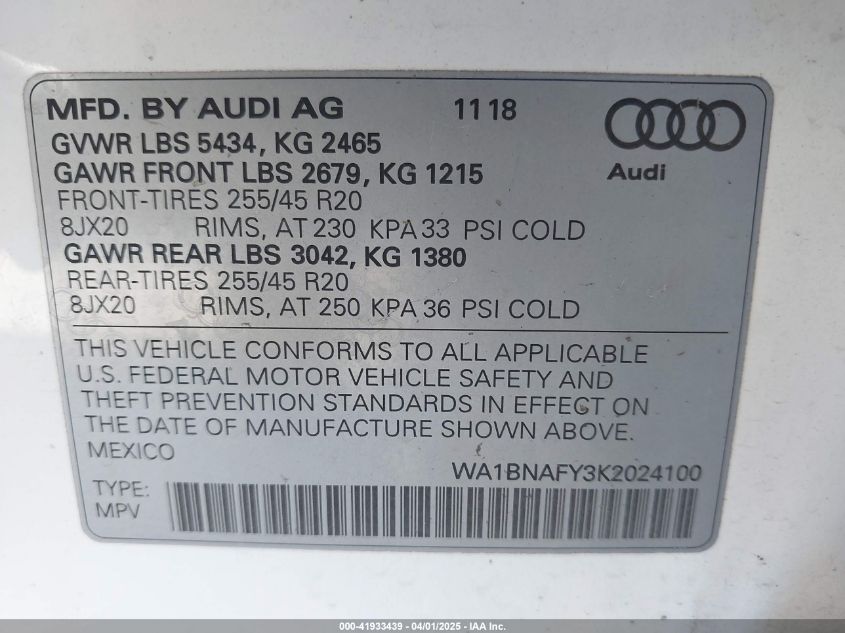 MFD. BY AUDI AG 11 18
GVWR LBS 5434, KG 2465
GAWR FRONT LBS 2679, KG 1215
Audi
FRONT-TIRES 255/45 R20
8JX20 RIMS, AT 230 KPA 33 PSI COLD
GAWR REAR LBS 3042, KG 1380
REAR-TIRES 255/45 R20
8JX20 RIMS, AT 250 KPA 36 PSI COLD
THIS VEHICLE CONFORMS TO ALL APPLICABLE
U.S. FEDERAL MOTOR VEHICLE SAFETY AND
THEFT PREVENTION STANDARDS IN EFFECT ON
THE DATE OF MANUFACTURE SHOWN ABOVE.
MEXICO
WA1BNAFY3K2024100
TYPE:
MPV
000-41933439 - 04/01/2025 - IAA Inc.